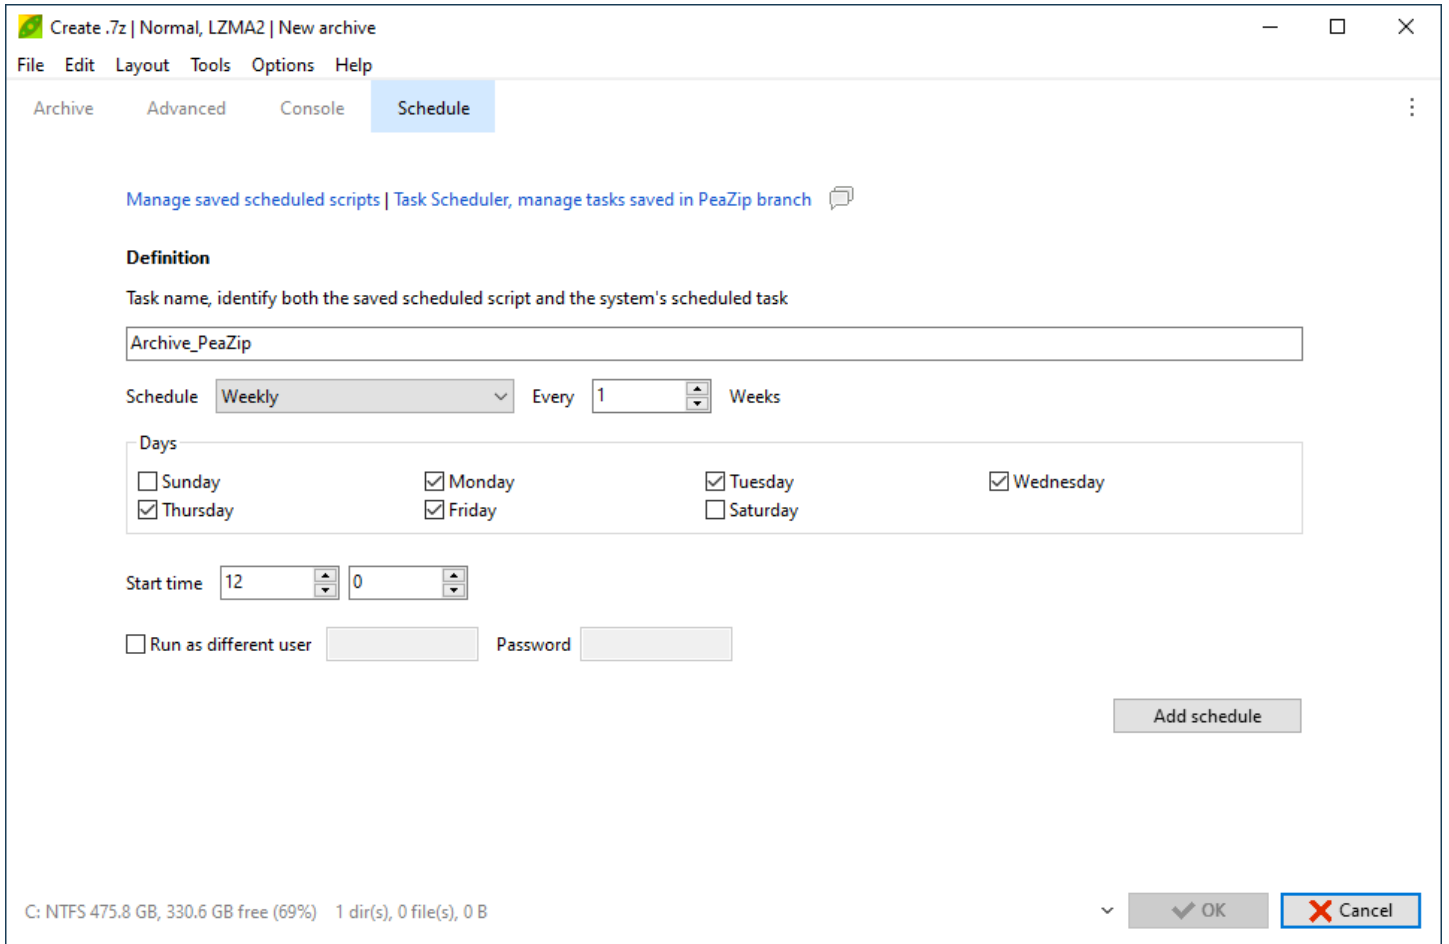 Create .7z | Normal, LZMA2 | New archive
File Edit Layout Tools Options Help
Archive Advanced Console Schedule
Manage saved scheduled scripts | Task Scheduler, manage tasks saved in PeaZip branch
Definition
Task name, identify both the saved scheduled script and the system's scheduled task
Archive_PeaZip
Schedule Weekly Every 1 Weeks
Days
Sunday Monday Tuesday Wednesday
Thursday Friday Saturday
Start time 12 0
Run as different user Password
Add schedule
C: NTFS 475.8 GB, 330.6 GB free (69%) 1 dir(s), 0 file(s), 0 B OK Cancel